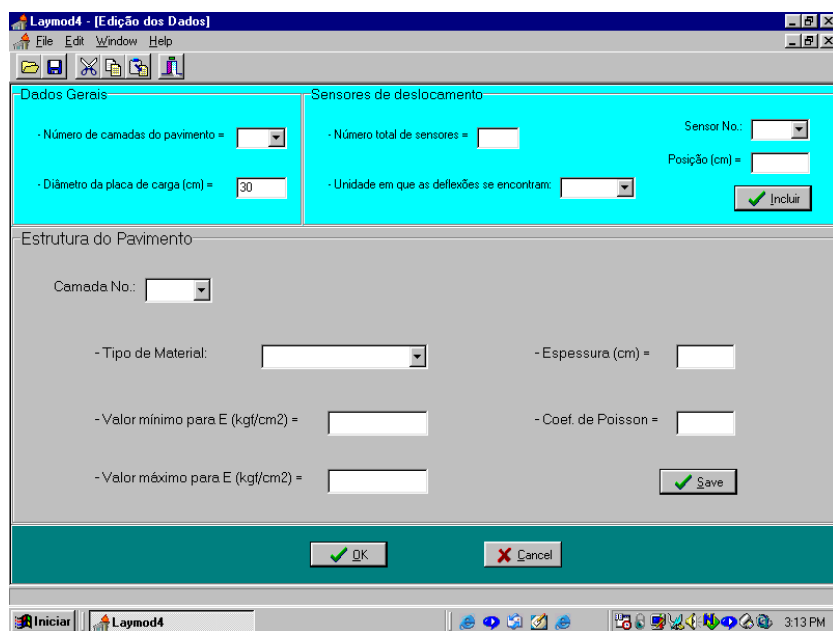 Laymod4 - [Edição dos Dados]
File Edit Window Help
Dados Gerais
Sensores de deslocamento
- Número de camadas do pavimento =
- Número total de sensores =
Sensor No.:
Posição (cm) =
- Diâmetro da placa de carga (cm) = 30
- Unidade em que as deflexões se encontram:
Incluir
Estrutura do Pavimento
Camada No.:
- Tipo de Material:
- Espessura (cm) =
- Valor mínimo para E (kgf/cm2) =
- Coef. de Poisson =
- Valor máximo para E (kgf/cm2) =
Save
OK
Cancel
Iniciar
Laymod4
3:13 PM